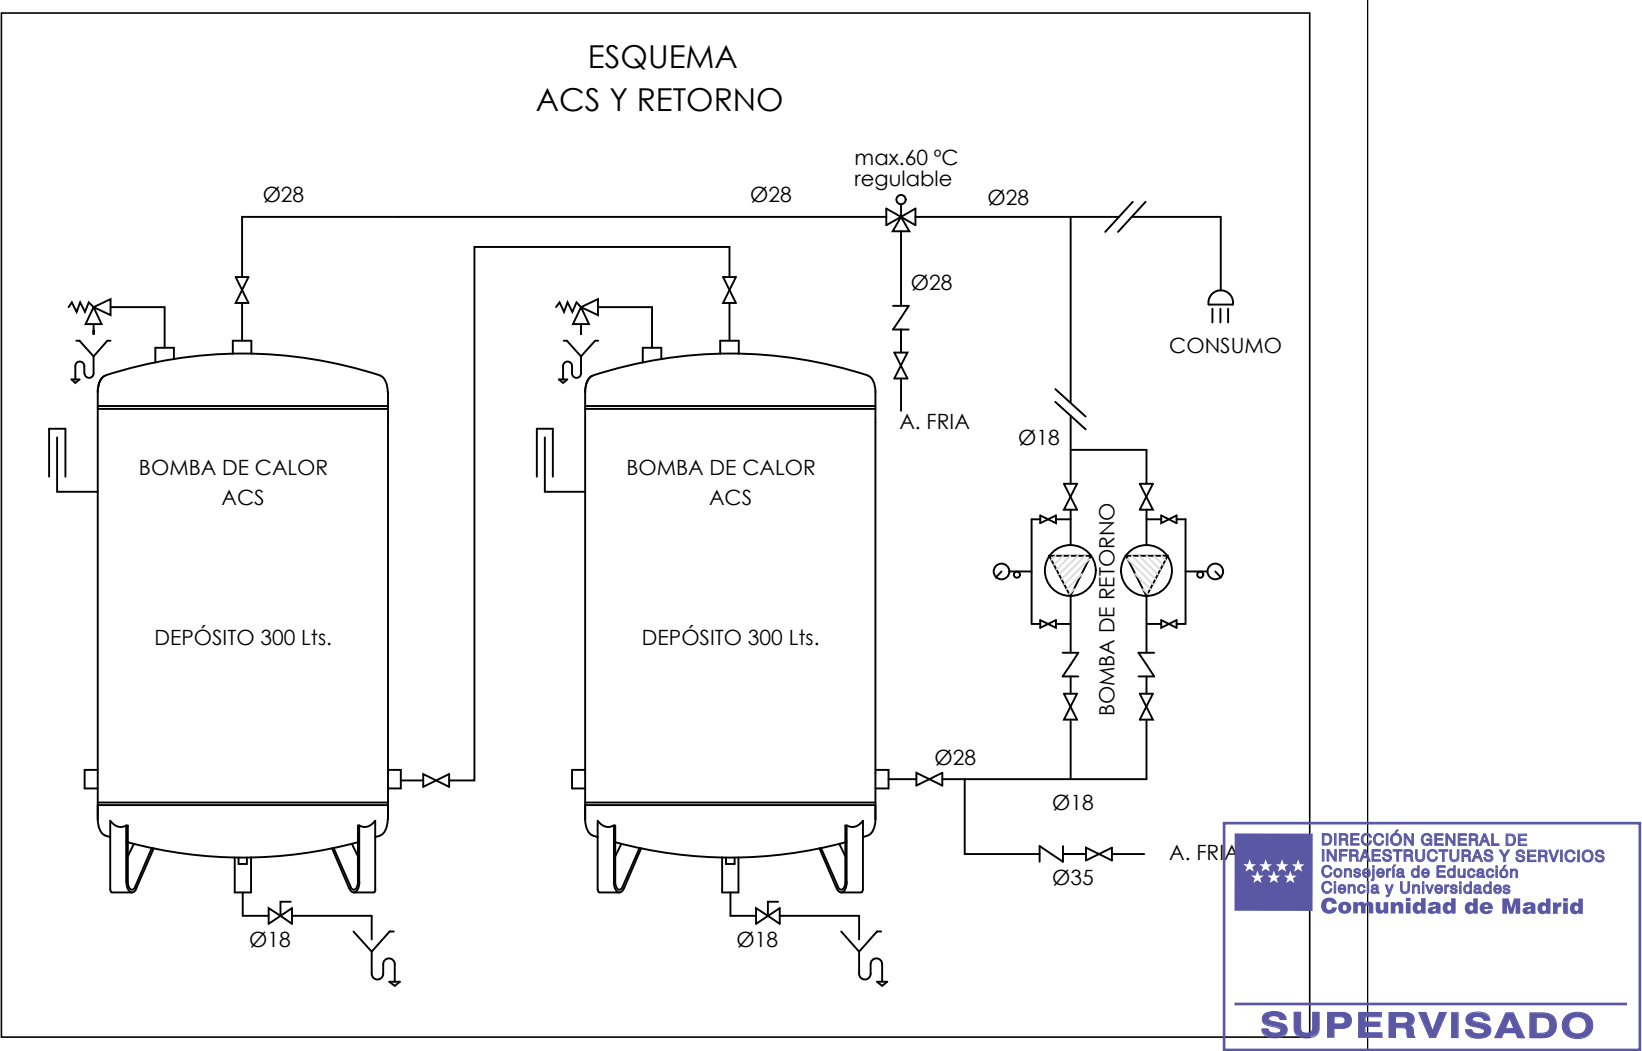 ESQUEMA
ACS Y RETORNO
max.60 ºC
regulable
Ø28
Ø28
Ø28
Ø28
CONSUMO
A. FRIA
Ø18
BOMBA DE CALOR
ACS
BOMBA DE CALOR
ACS
BOMBA DE RETORNO
DEPÓSITO 300 Lts.
DEPÓSITO 300 Lts.
Ø28
Ø18
A. FRIA
Ø35
Ø18
Ø18
DIRECCIÓN GENERAL DE
INFRAESTRUCTURAS Y SERVICIOS
Consejería de Educación
Ciencia y Universidades
Comunidad de Madrid
SUPERVISADO